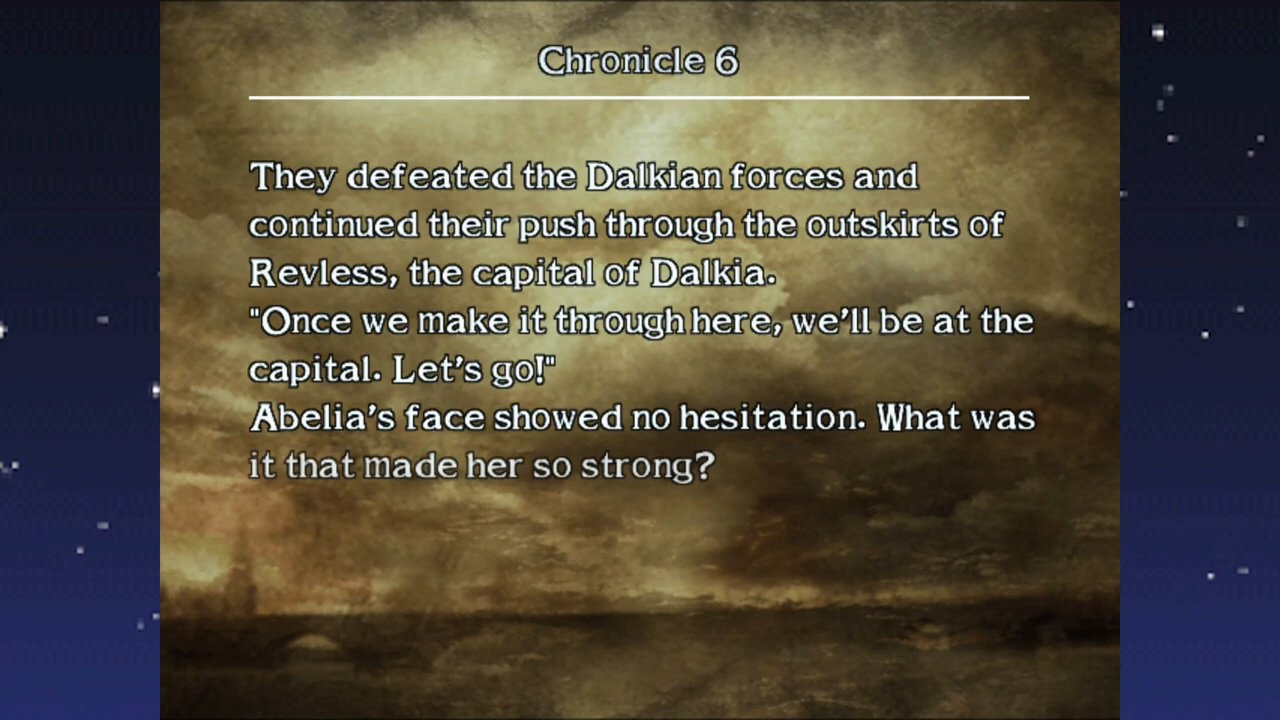 Chronicle 6
They defeated the Dalkian forces and
continued their push through the outskirts of
Revless, the capital of Dalkia.
"Once we make it through here, we'll be at the
capital. Let's go!"
Abelia's face showed no hesitation. What was
it that made her so strong?